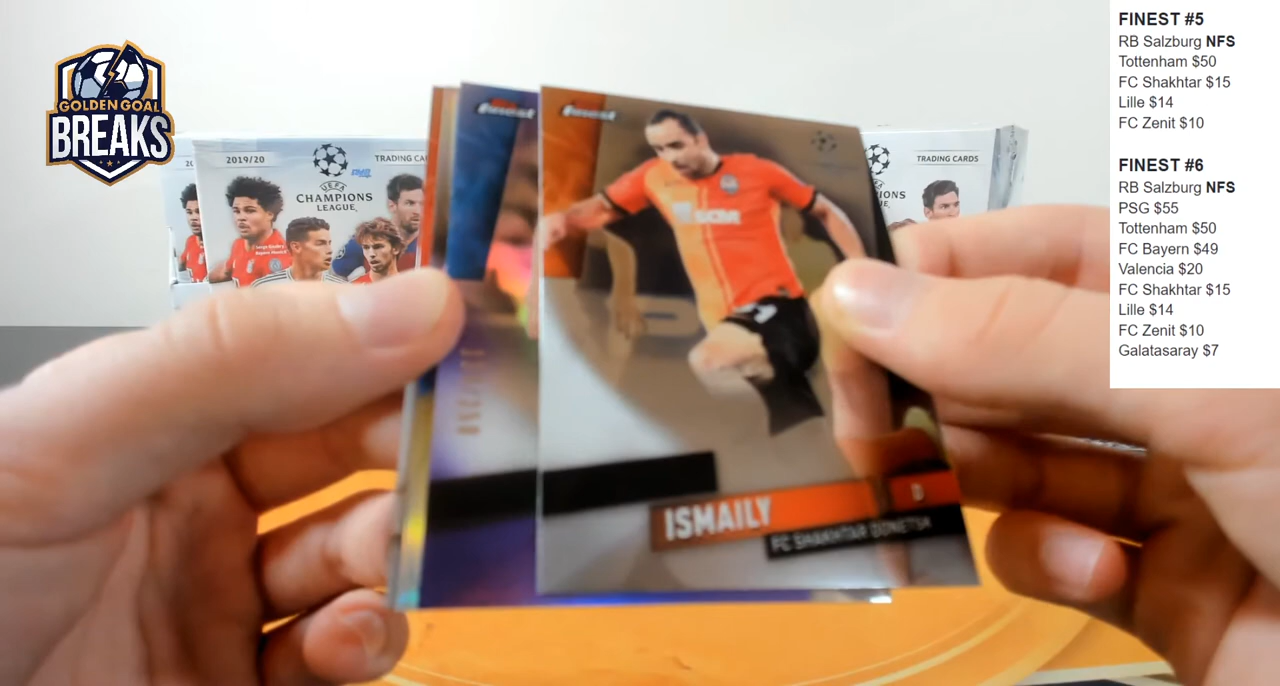 GOLDEN GOAL
BREAKS
2019/20
TRADING CA
UEFA
CHAMPIONS
LEAGUE
TRADING CARDS
finest
finest
ISMAILY
D
FC SHAKHTAR DONETSK
FINEST #5
RB Salzburg NFS
Tottenham $50
FC Shakhtar $15
Lille $14
FC Zenit $10
FINEST #6
RB Salzburg NFS
PSG $55
Tottenham $50
FC Bayern $49
Valencia $20
FC Shakhtar $15
Lille $14
FC Zenit $10
Galatasaray $7